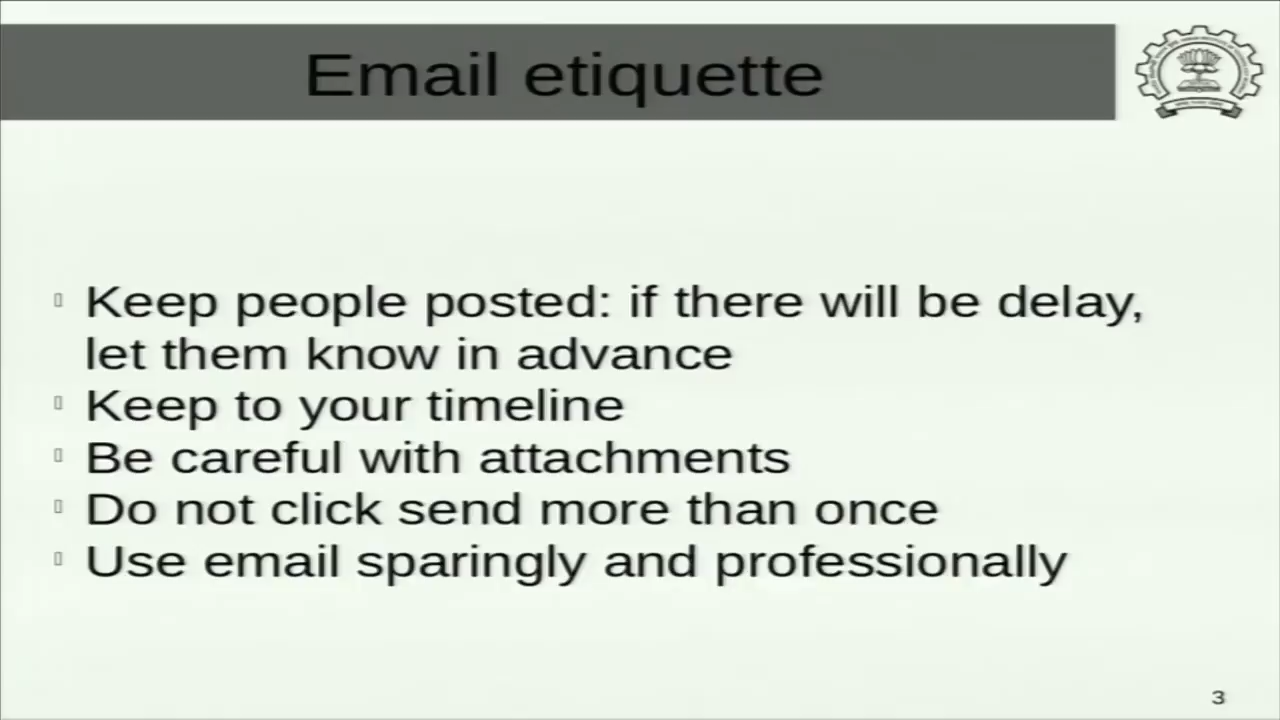 Email etiquette
Keep people posted: if there will be delay,
let them know in advance
Keep to your timeline
Be careful with attachments
Do not click send more than once
Use email sparingly and professionally
3